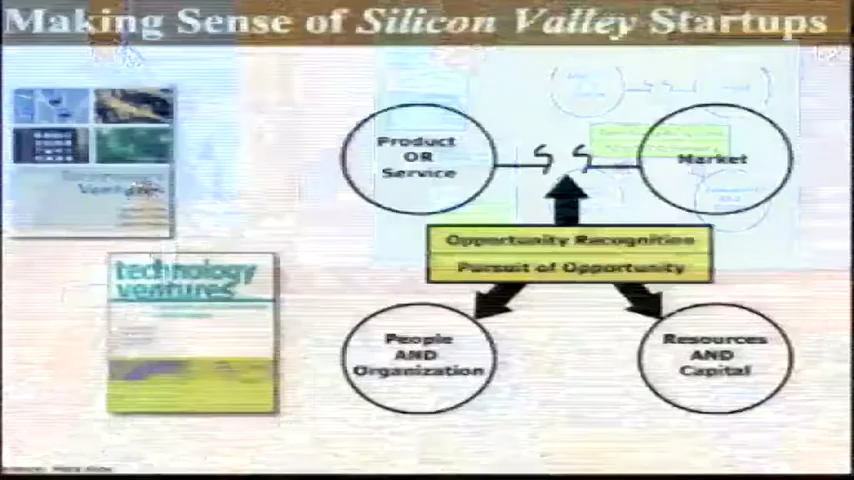 Making Sense of Silicon Valley Startups
Product
OR
Service
Market
Opportunity Recognition
Pursuit of Opportunity
technology
ventures
People
AND
Organization
Resources
AND
Capital